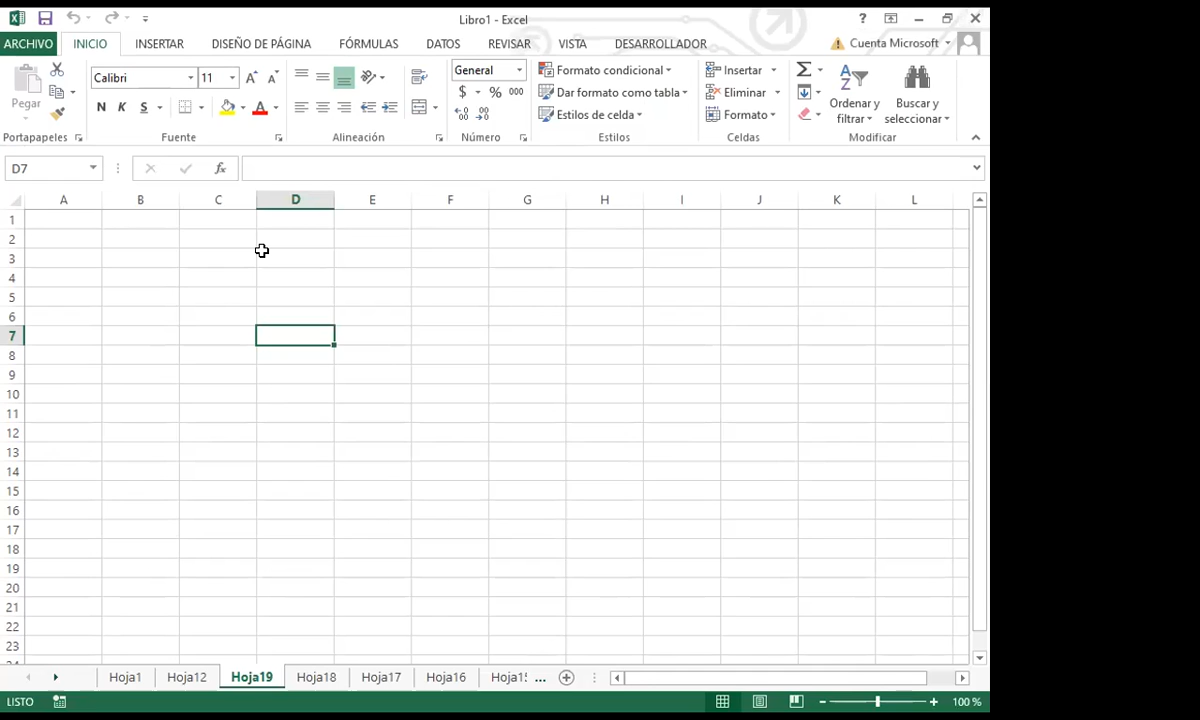 Libro1 - Excel
ARCHIVO INICIO INSERTAR DISEÑO DE PÁGINA FÓRMULAS DATOS REVISAR VISTA DESARROLLADOR Cuenta Microsoft
Pegar
Calibri 11
N K S
General
$ % 000
Formato condicional
Dar formato como tabla
Estilos de celda
Insertar
Eliminar
Formato
Ordenar y filtrar
Buscar y seleccionar
Portapapeles Fuente Alineación Número Estilos Celdas Modificar
D7 fx
A B C D E F G H I J K L
1
2
3
4
5
6
7
8
9
10
11
12
13
14
15
16
17
18
19
20
21
22
23
Hoja1 Hoja12 Hoja19 Hoja18 Hoja17 Hoja16 ...
LISTO 100 %